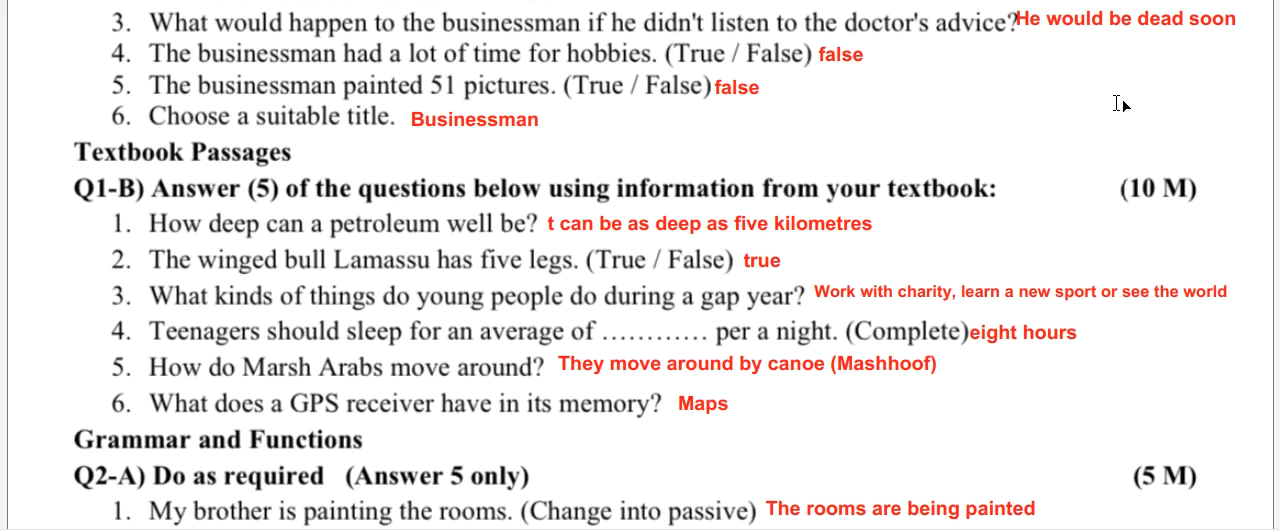 3. What would happen to the businessman if he didn't listen to the doctor's advice? He would be dead soon
4. The businessman had a lot of time for hobbies. (True / False) false
5. The businessman painted 51 pictures. (True / False) false
6. Choose a suitable title. Businessman
Textbook Passages
Q1-B) Answer (5) of the questions below using information from your textbook: (10 M)
1. How deep can a petroleum well be? t can be as deep as five kilometres
2. The winged bull Lamassu has five legs. (True / False) true
3. What kinds of things do young people do during a gap year? Work with charity, learn a new sport or see the world
4. Teenagers should sleep for an average of ………… per a night. (Complete) eight hours
5. How do Marsh Arabs move around? They move around by canoe (Mashhoof)
6. What does a GPS receiver have in its memory? Maps
Grammar and Functions
Q2-A) Do as required (Answer 5 only) (5 M)
1. My brother is painting the rooms. (Change into passive) The rooms are being painted